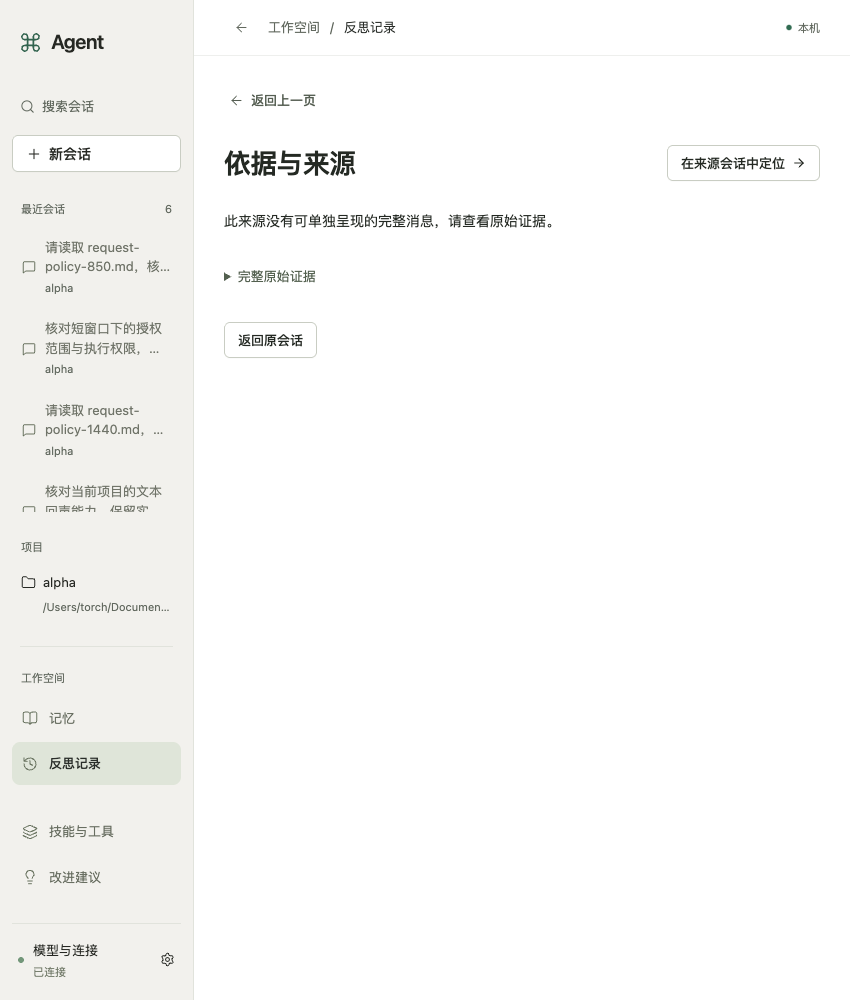 Agent
搜索会话
新会话
最近会话 6
请读取 request-
policy-850.md，核...
alpha
核对短窗口下的授权
范围与执行权限，...
alpha
请读取 request-
policy-1440.md，...
alpha
核对当前项目的文本
项目
alpha
/Users/torch/Documen...
工作空间
记忆
反思记录
技能与工具
改进建议
模型与连接
已连接
工作空间 / 反思记录
本机
返回上一页
依据与来源
在来源会话中定位
此来源没有可单独呈现的完整消息，请查看原始证据。
完整原始证据
返回原会话